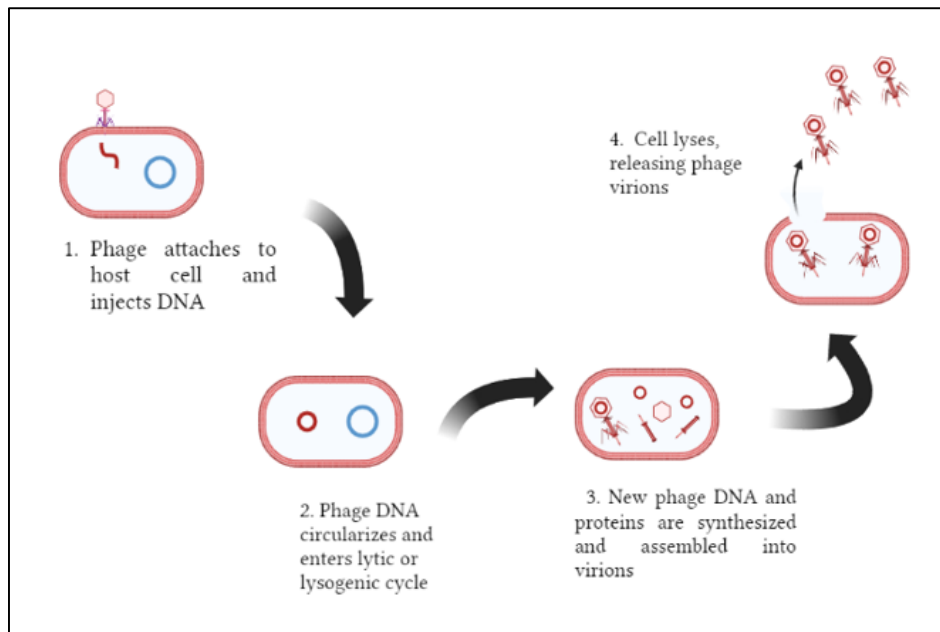 1. Phage attaches to
host cell and
injects DNA
2. Phage DNA
circularizes and
enters lytic or
lysogenic cycle
3. New phage DNA and
proteins are synthesized
and assembled into
virions
4. Cell lyses,
releasing phage
virions